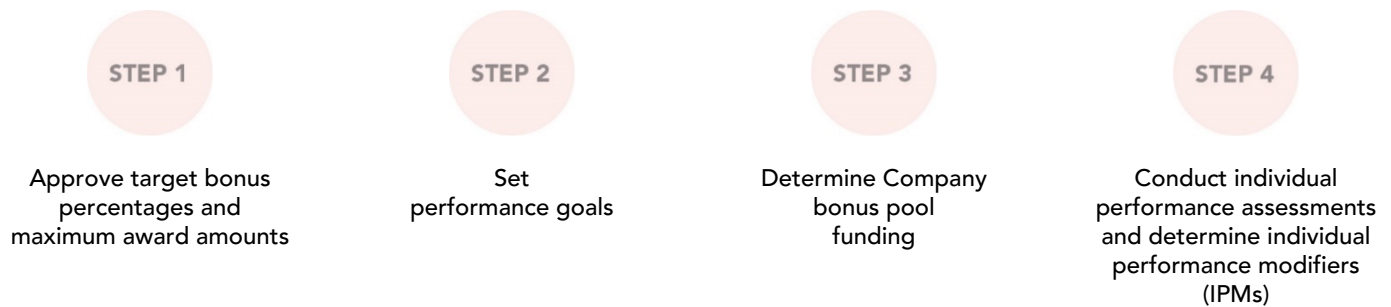 STEP 1
Approve target bonus
percentages and
maximum award amounts
STEP 2
Set
performance goals
STEP 3
Determine Company
bonus pool
funding
STEP 4
Conduct individual
performance assessments
and determine individual
performance modifiers
(IPMs)